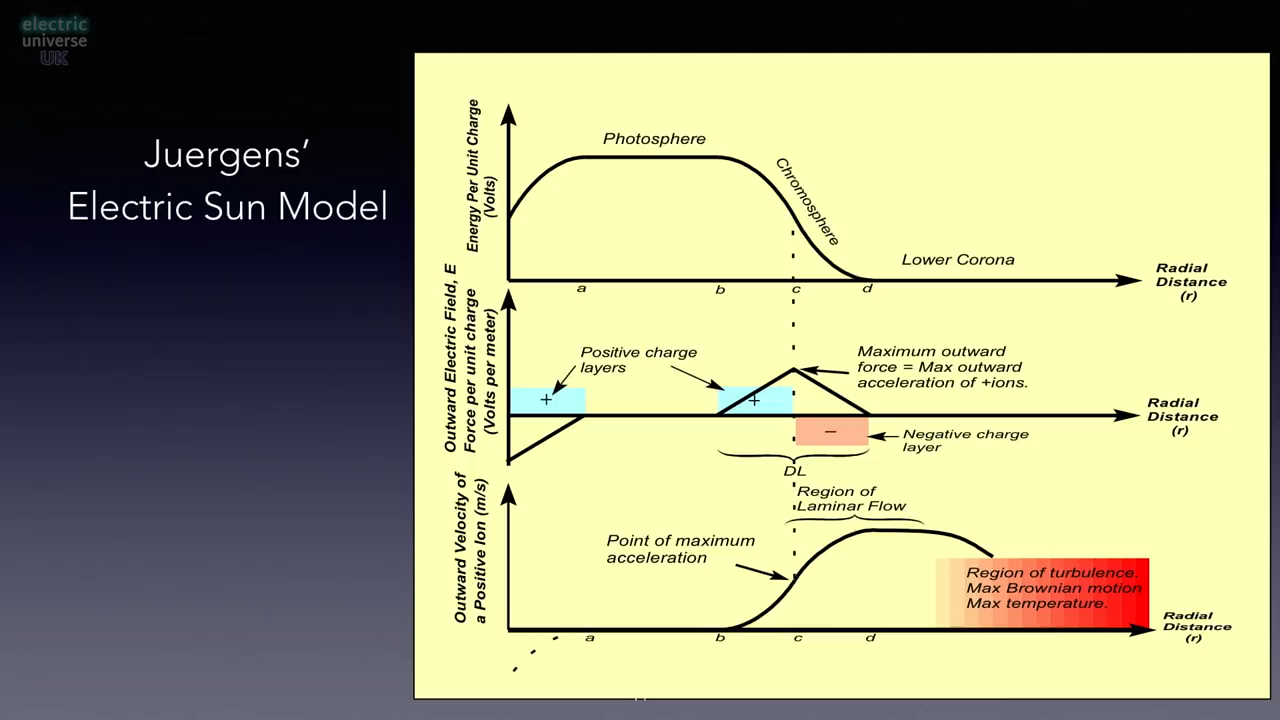 electric
universe
UK
Juergens’
Electric Sun Model
Energy Per Unit Charge
(Volts)
Photosphere
Chromosphere
Lower Corona
a
b
c
d
Radial
Distance
(r)
Outward Electric Field, E
Force per unit charge
(Volts per meter)
Positive charge
layers
+
+
−
Maximum outward
force = Max outward
acceleration of +ions.
Negative charge
layer
DL
Radial
Distance
(r)
Outward Velocity of
a Positive Ion (m/s)
Region of
Laminar Flow
Point of maximum
acceleration
Region of turbulence.
Max Brownian motion
Max temperature.
a
b
c
d
Radial
Distance
(r)